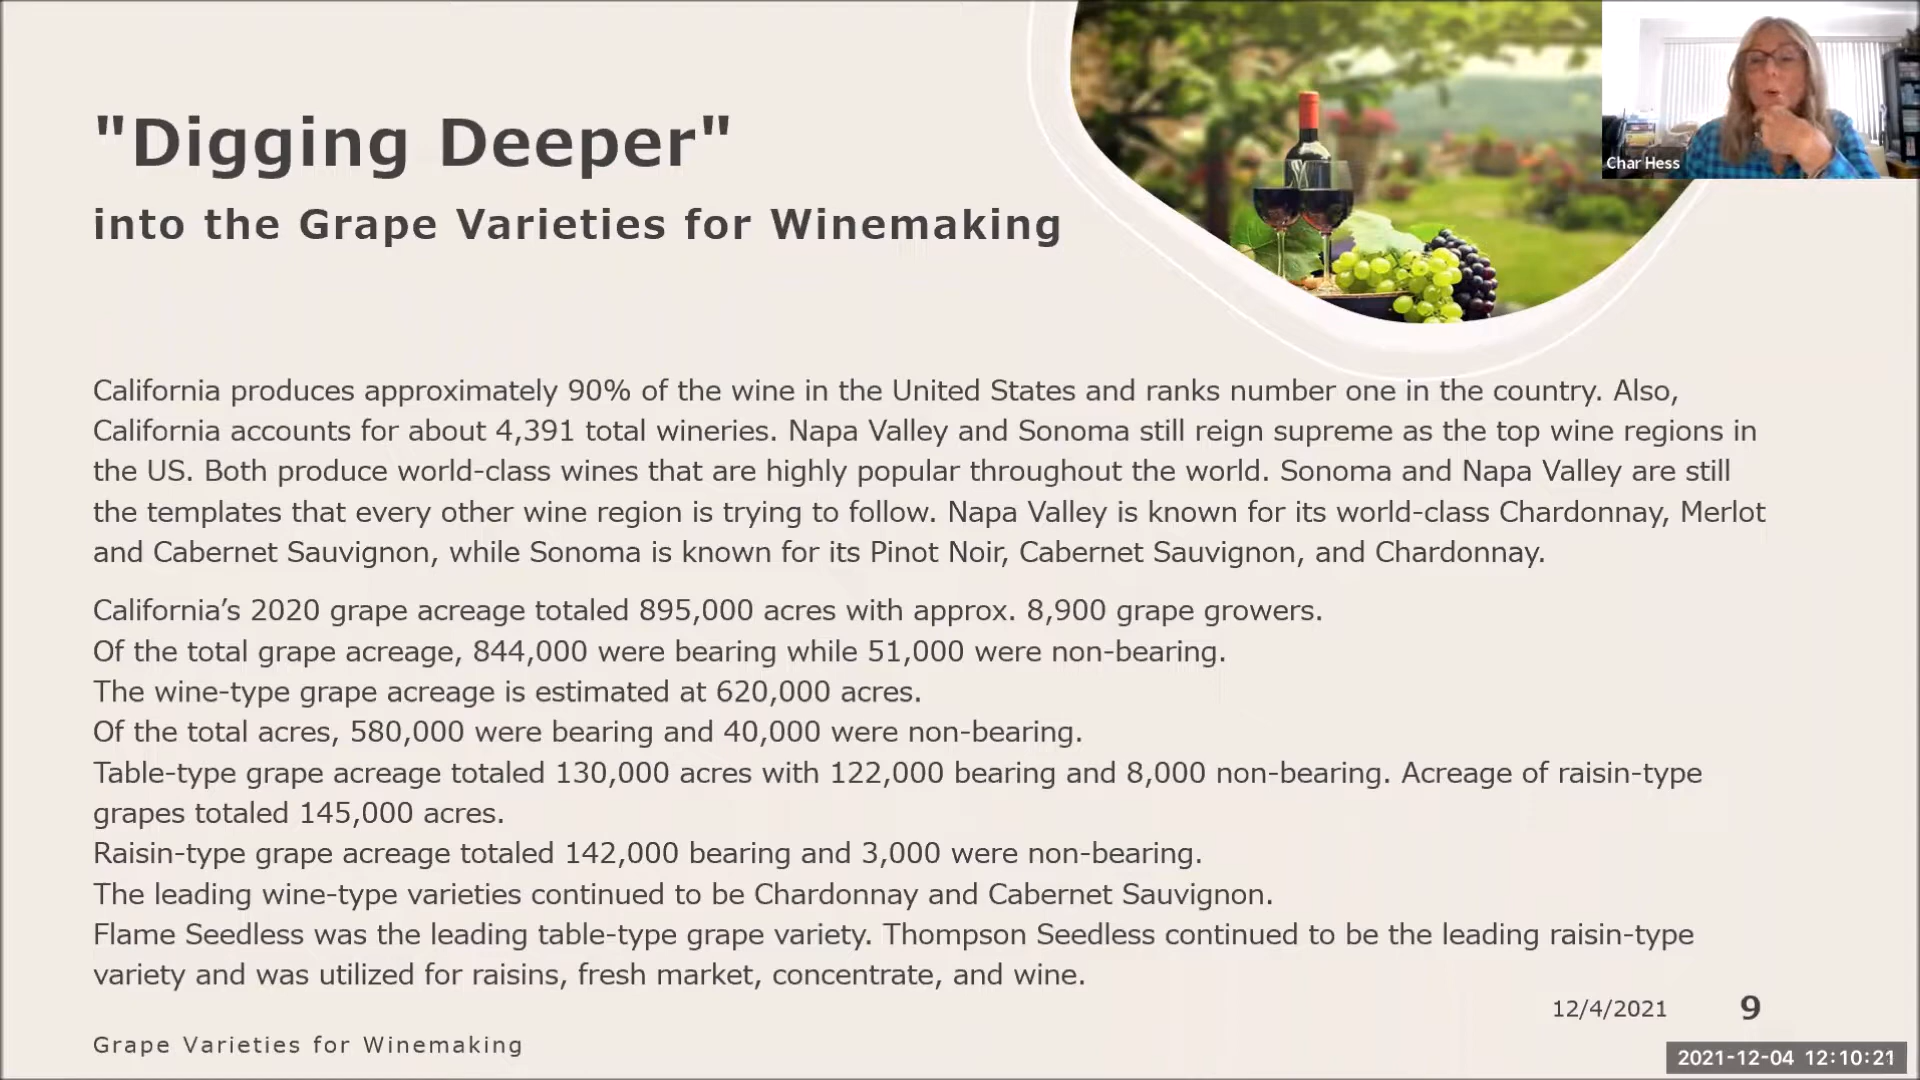 "Digging Deeper"
into the Grape Varieties for Winemaking
Char Hess
California produces approximately 90% of the wine in the United States and ranks number one in the country. Also,
California accounts for about 4,391 total wineries. Napa Valley and Sonoma still reign supreme as the top wine regions in
the US. Both produce world-class wines that are highly popular throughout the world. Sonoma and Napa Valley are still
the templates that every other wine region is trying to follow. Napa Valley is known for its world-class Chardonnay, Merlot
and Cabernet Sauvignon, while Sonoma is known for its Pinot Noir, Cabernet Sauvignon, and Chardonnay.
California’s 2020 grape acreage totaled 895,000 acres with approx. 8,900 grape growers.
Of the total grape acreage, 844,000 were bearing while 51,000 were non-bearing.
The wine-type grape acreage is estimated at 620,000 acres.
Of the total acres, 580,000 were bearing and 40,000 were non-bearing.
Table-type grape acreage totaled 130,000 acres with 122,000 bearing and 8,000 non-bearing. Acreage of raisin-type
grapes totaled 145,000 acres.
Raisin-type grape acreage totaled 142,000 bearing and 3,000 were non-bearing.
The leading wine-type varieties continued to be Chardonnay and Cabernet Sauvignon.
Flame Seedless was the leading table-type grape variety. Thompson Seedless continued to be the leading raisin-type
variety and was utilized for raisins, fresh market, concentrate, and wine.
12/4/2021 9
Grape Varieties for Winemaking
2021-12-04 12:10:21